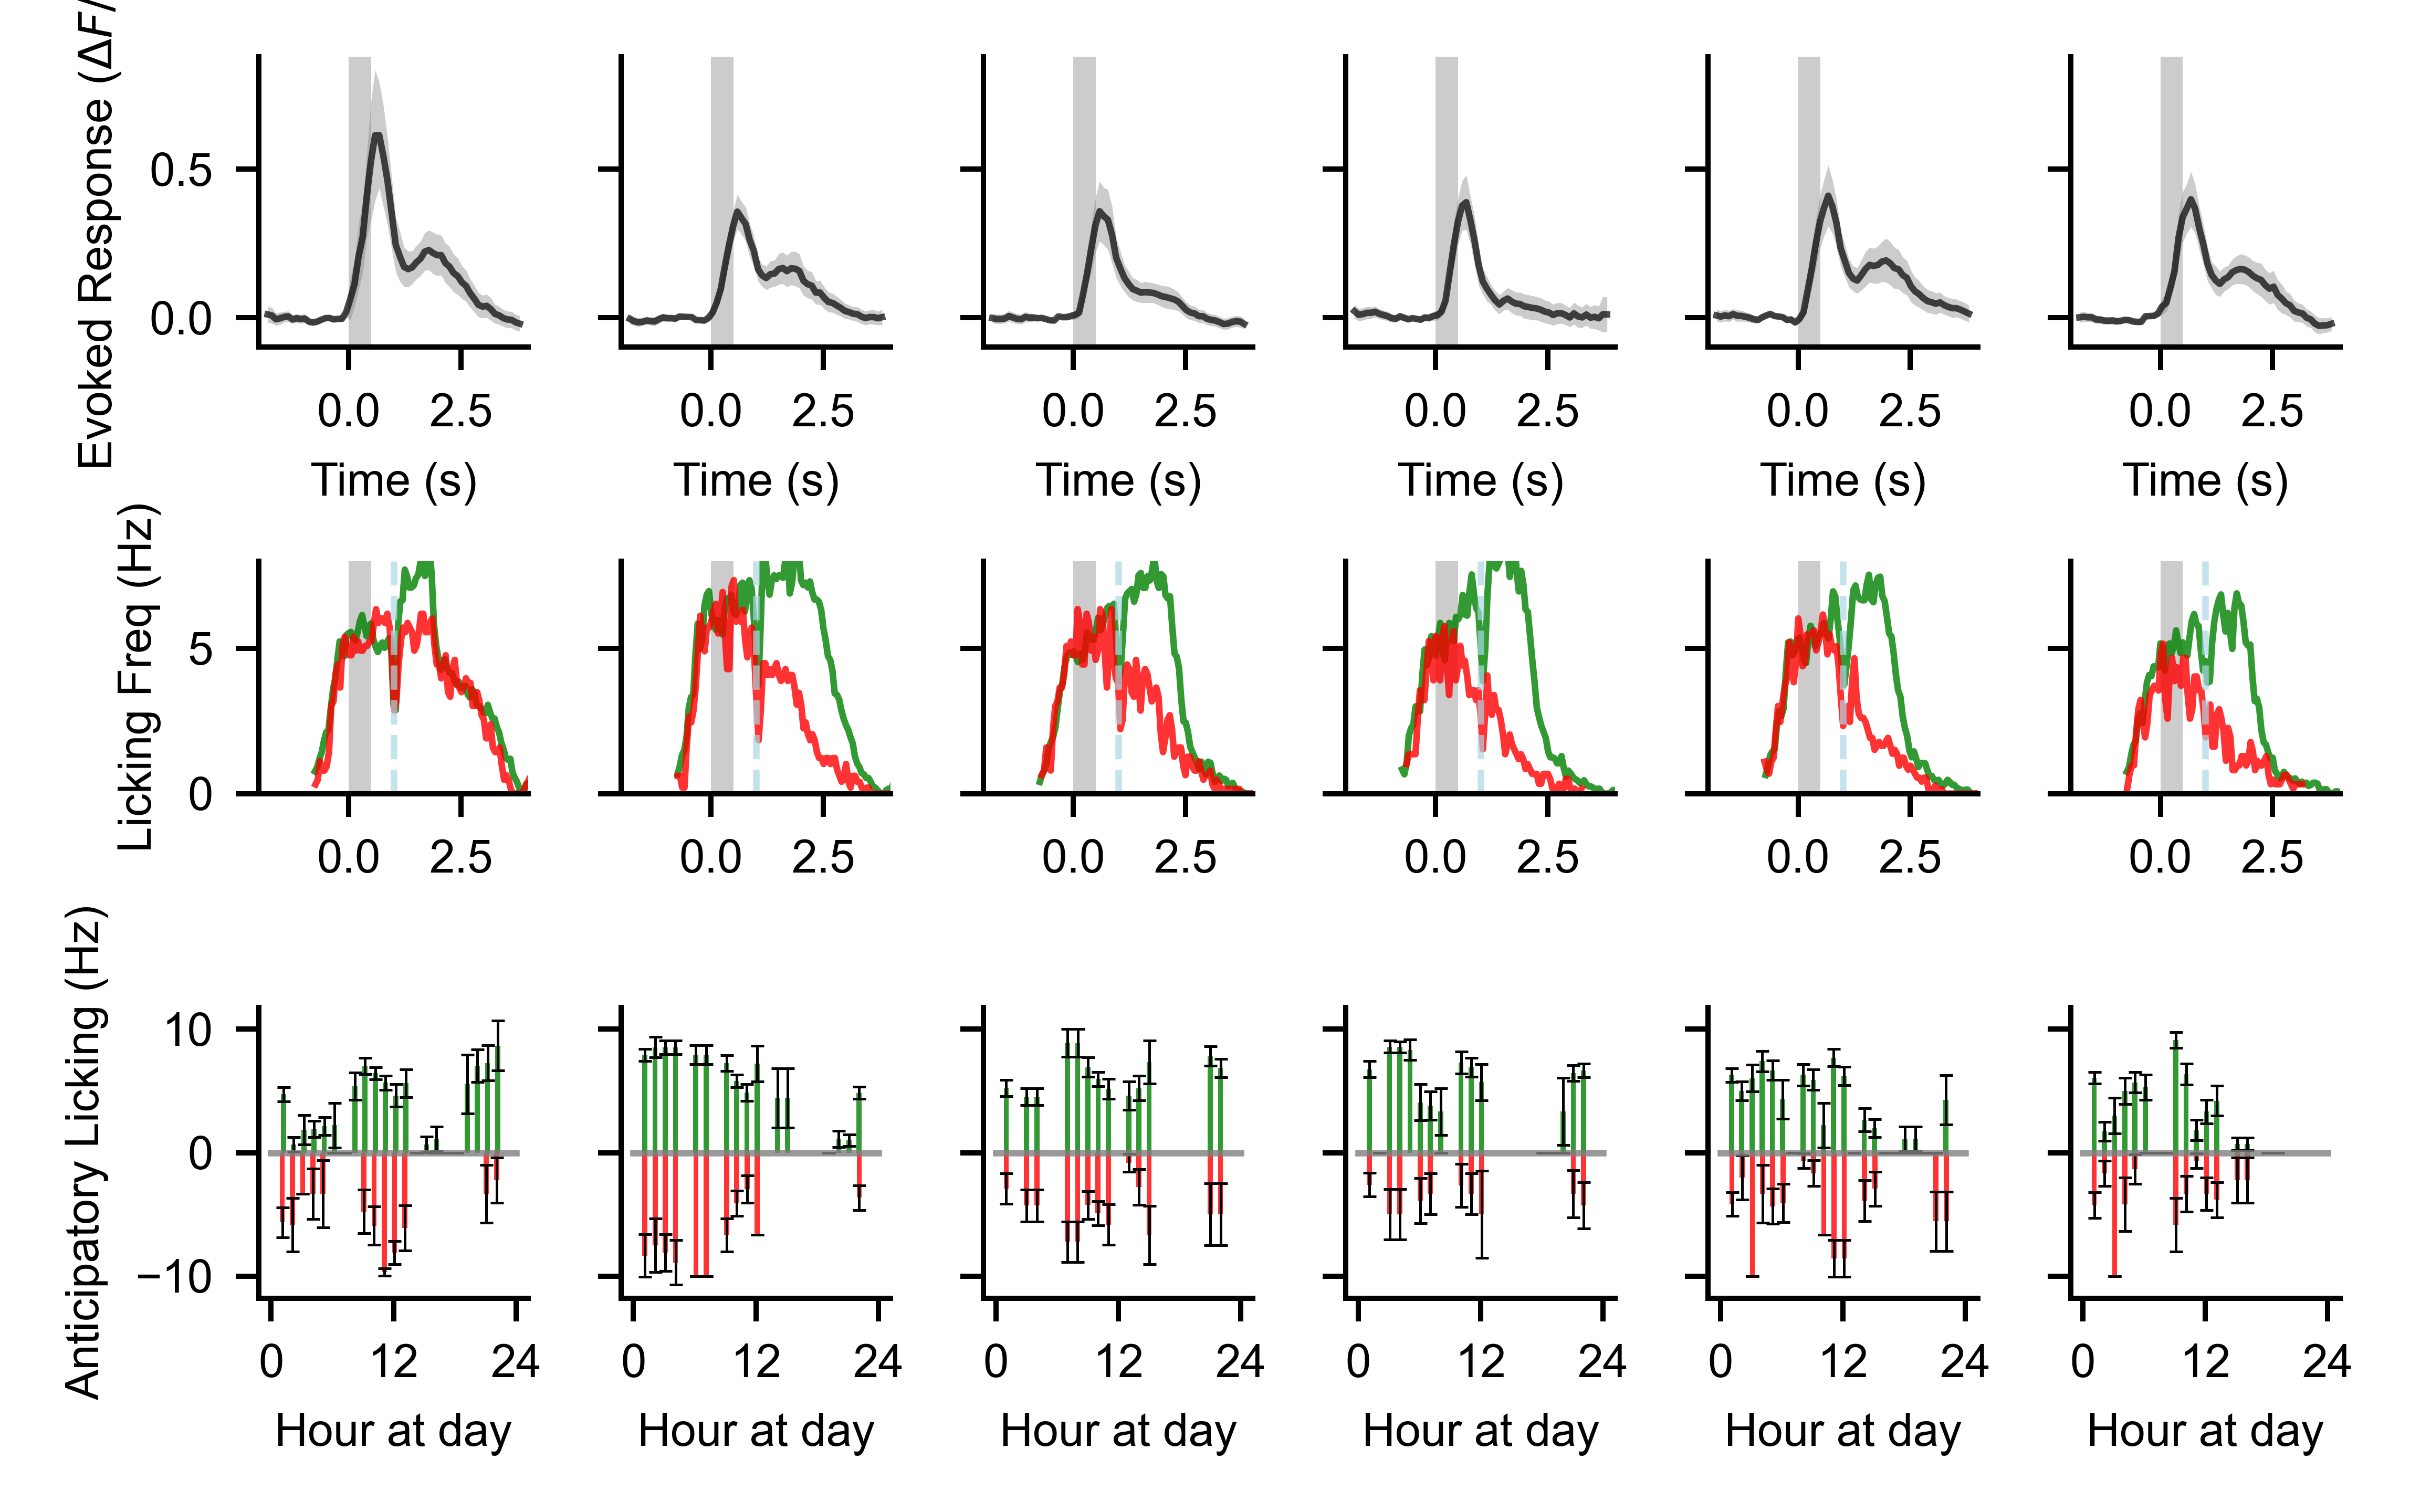 Evoked Response (ΔF/
0.5
0.0
0.0 2.5 0.0 2.5 0.0 2.5 0.0 2.5 0.0 2.5 0.0 2.5
Time (s) Time (s) Time (s) Time (s) Time (s) Time (s)
Licking Freq (Hz)
5
0
0.0 2.5 0.0 2.5 0.0 2.5 0.0 2.5 0.0 2.5 0.0 2.5
Anticipatory Licking (Hz)
10
0
−10
0 12 24 0 12 24 0 12 24 0 12 24 0 12 24 0 12 24
Hour at day Hour at day Hour at day Hour at day Hour at day Hour at day